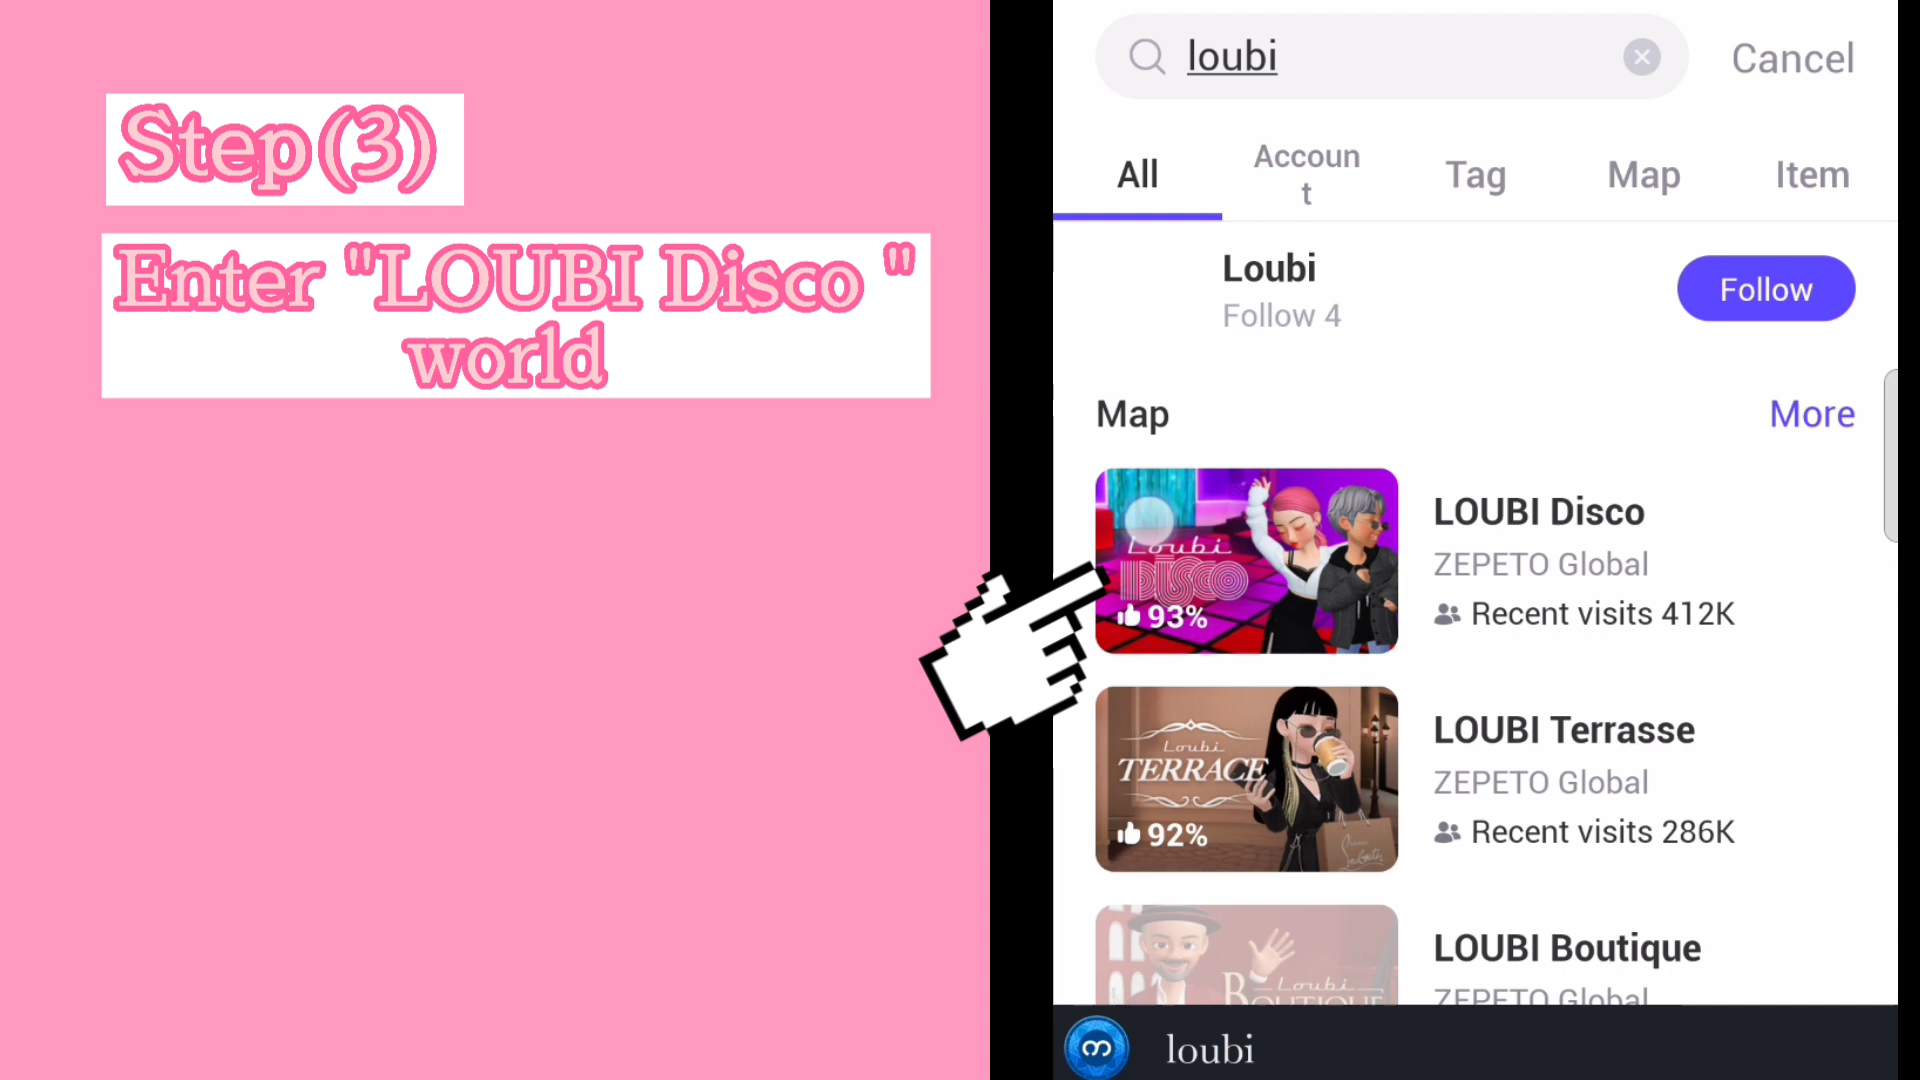 Step(3)
Enter "LOUBI Disco "
world
loubi
Cancel
All
Accoun
t
Tag
Map
Item
Loubi
Follow 4
Follow
Map
More
Loubi
DISCO
93%
LOUBI Disco
ZEPETO Global
Recent visits 412K
Loubi
TERRACE
92%
LOUBI Terrasse
ZEPETO Global
Recent visits 286K
Loubi
BOUTIQUE
LOUBI Boutique
ZEPETO Global
loubi